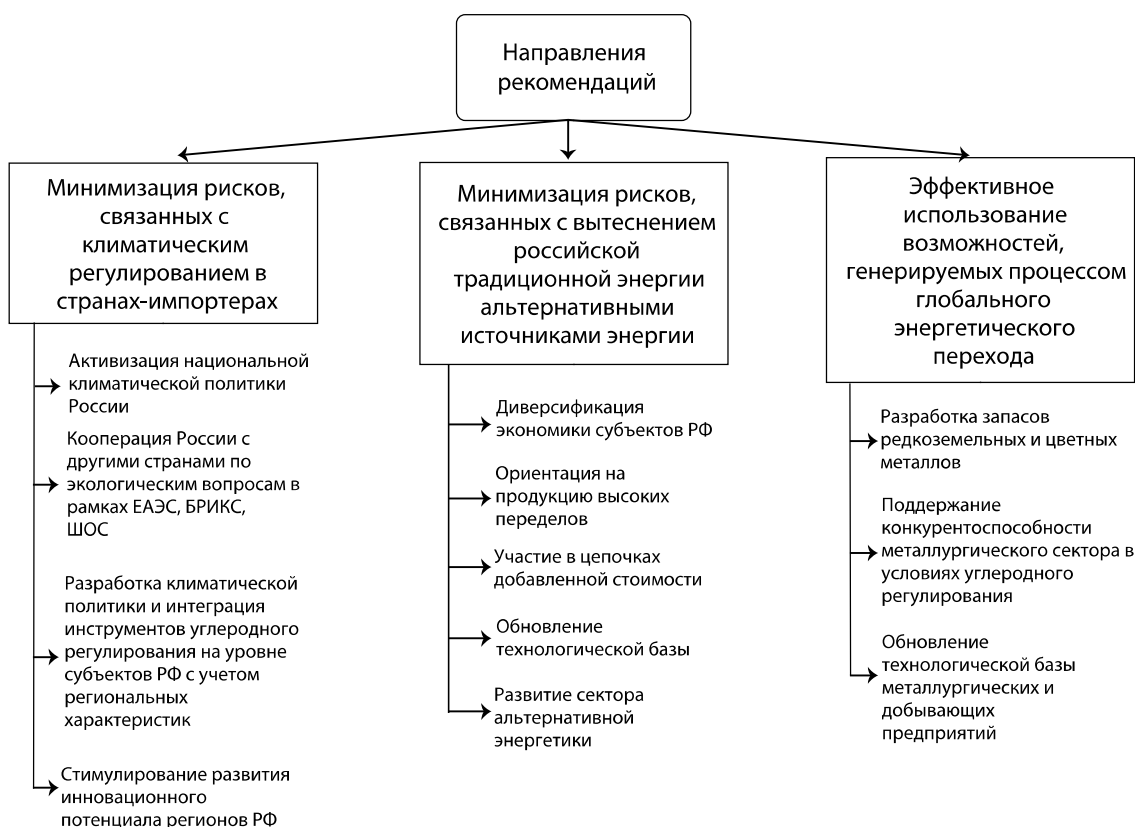 Направления
рекомендаций
Минимизация рисков,
связанных с
климатическим
регулированием в
странах-импортерах
Активизация национальной
климатической политики
России
Кооперация России с
другими странами по
экологическим вопросам в
рамках ЕАЭС, БРИКС,
ШОС
Разработка климатической
политики и интеграция
инструментов углеродного
регулирования на уровне
субъектов РФ с учетом
региональных
характеристик
Стимулирование развития
инновационного
потенциала регионов РФ
Минимизация рисков,
связанных с вытеснением
российской
традиционной энергии
альтернативными
источниками энергии
Диверсификация
экономики субъектов РФ
Ориентация на
продукцию высоких
переделов
Участие в цепочках
добавленной стоимости
Обновление
технологической базы
Развитие сектора
альтернативной
энергетики
Эффективное
использование
возможностей,
генерируемых процессом
глобального
энергетического
перехода
Разработка запасов
редкоземельных и цветных
металлов
Поддержание
конкурентоспособности
металлургического сектора в
условиях углеродного
регулирования
Обновление
технологической базы
металлургических и
добывающих
предприятий